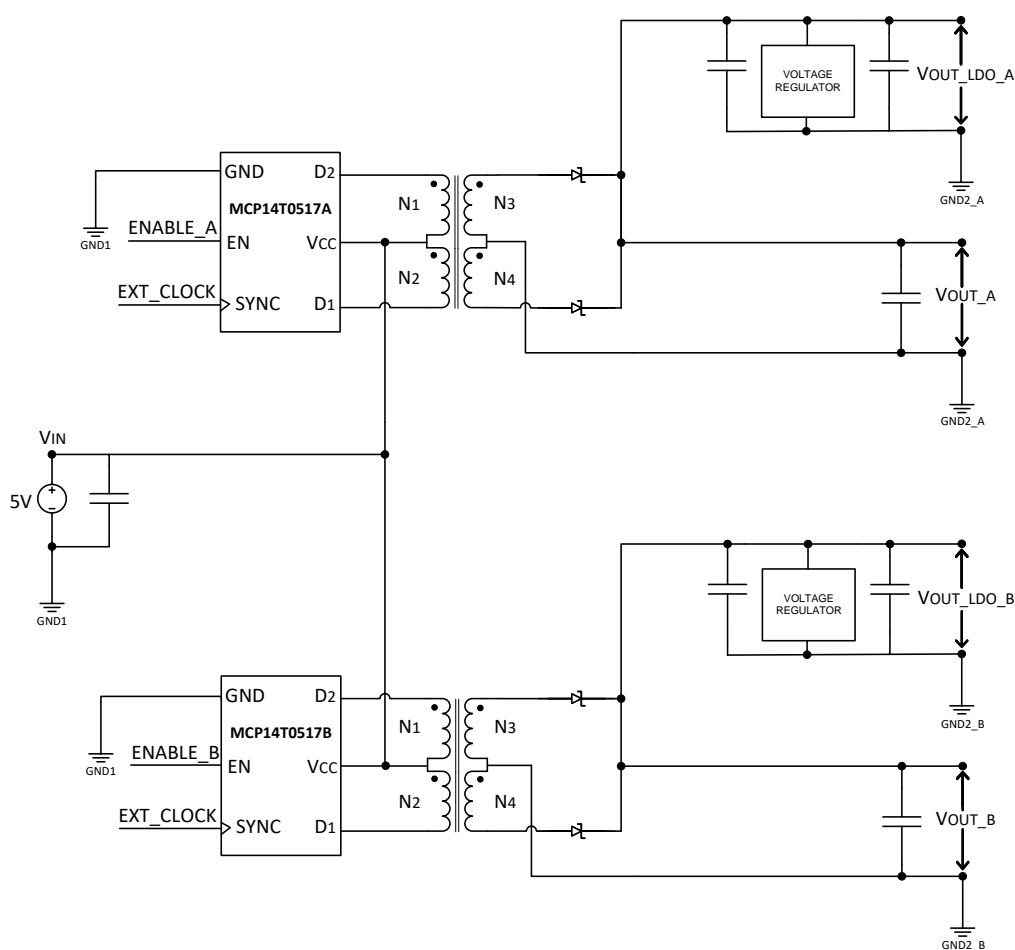 VOLTAGE
REGULATOR
VOUT_LDO_A
GND2_A
GND
D2
MCP14T0517A
N1
N3
GND1
ENABLE_A
EN
VCC
N2
N4
EXT_CLOCK
SYNC
D1
VOUT_A
GND2_A
VIN
5V
GND1
VOLTAGE
REGULATOR
VOUT_LDO_B
GND2_B
GND
D2
MCP14T0517B
N1
N3
GND1
ENABLE_B
EN
VCC
N2
N4
EXT_CLOCK
SYNC
D1
VOUT_B
GND2_B